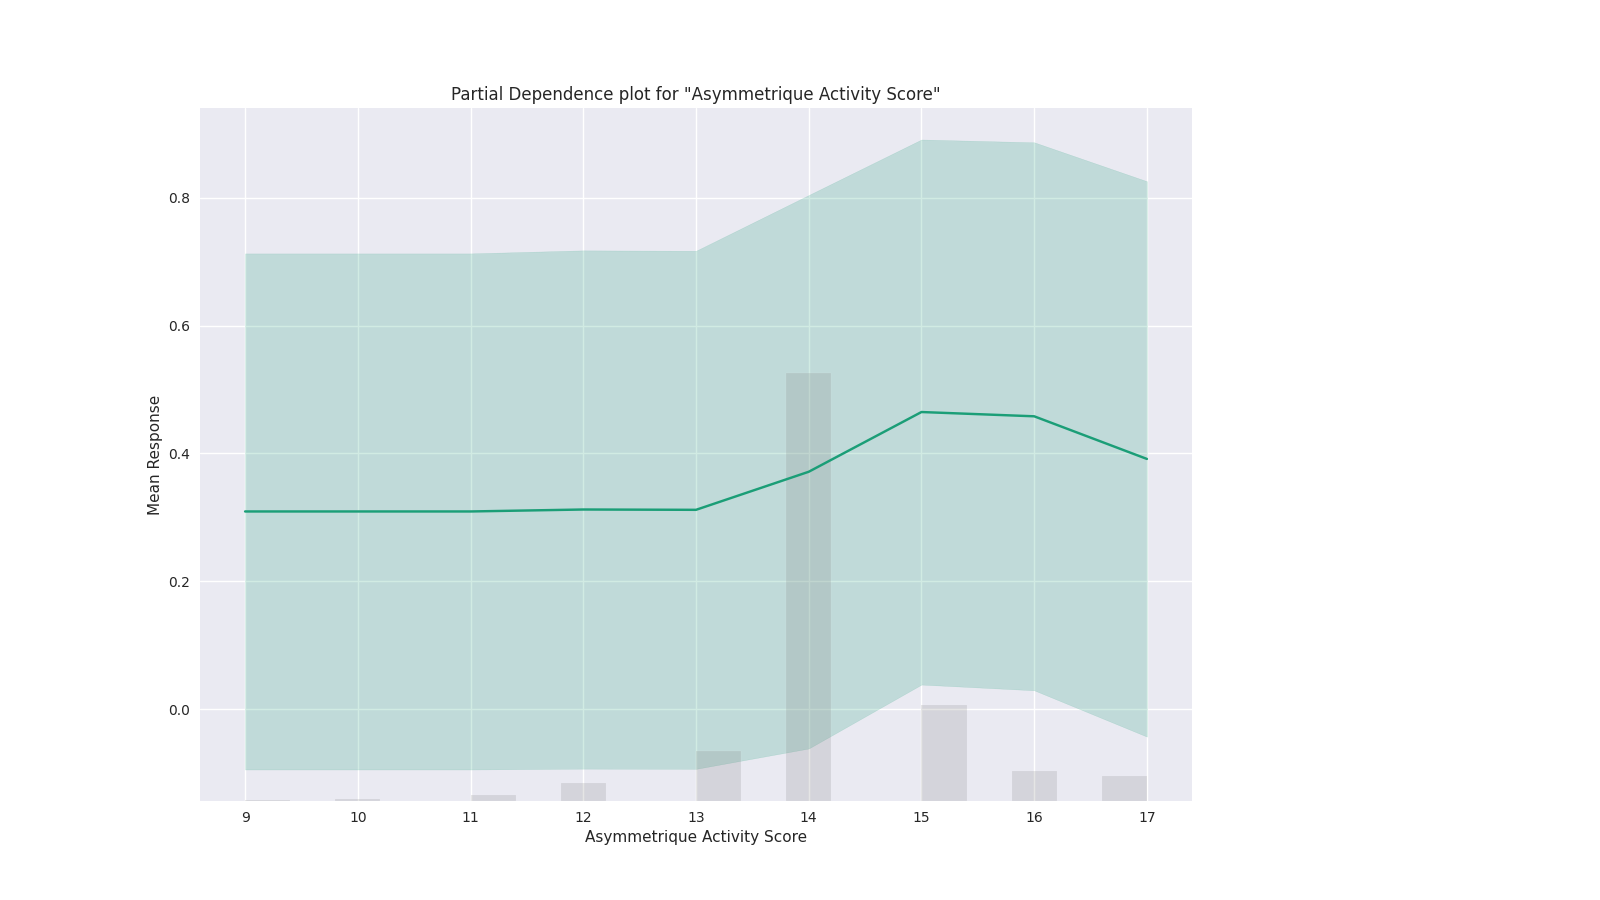 Partial Dependence plot for "Asymmetrique Activity Score"
Mean Response
0.8
0.6
0.4
0.2
0.0
9 10 11 12 13 14 15 16 17
Asymmetrique Activity Score